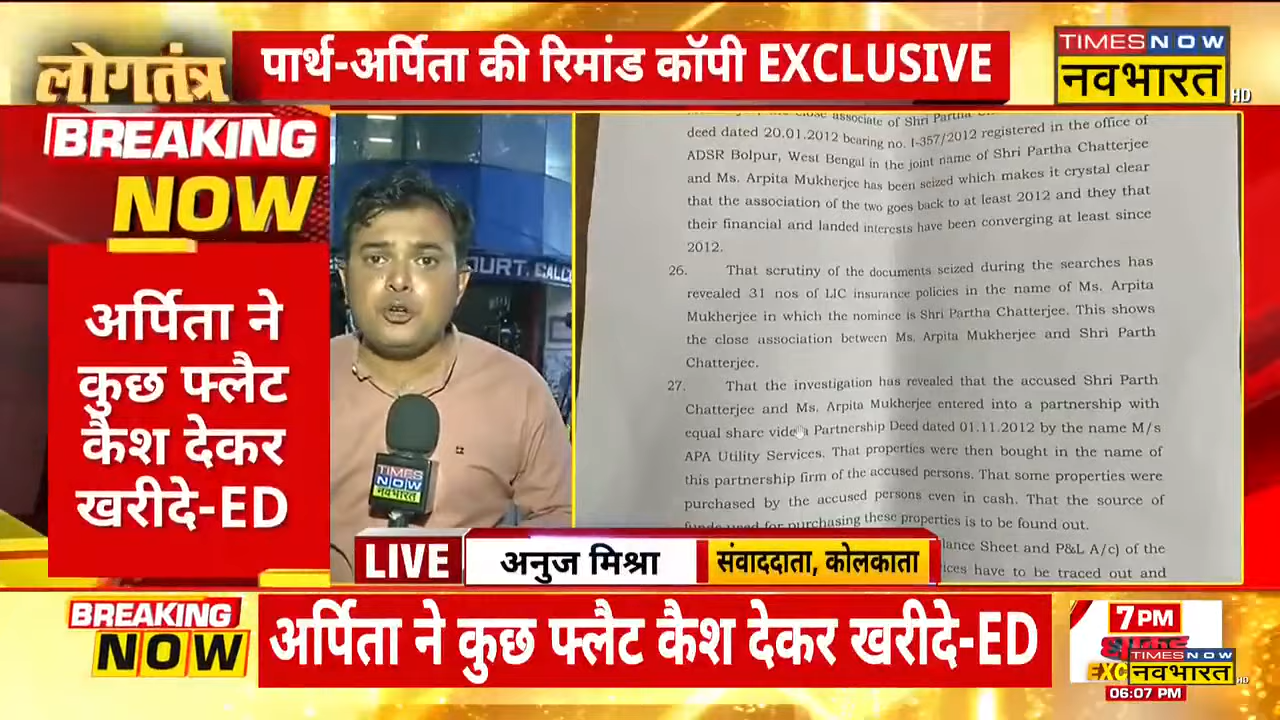 लोगतंत्र
पार्थ-अर्पिता की रिमांड कॉपी EXCLUSIVE
TIMES NOW
नवभारत
HD
BREAKING
NOW
अर्पिता ने
कुछ फ्लैट
कैश देकर
खरीदे-ED
COURT, CALC
TIMES
NOW
नवभारत
close associate of Shri Partha
deed dated 20.01.2012 bearing no. I-357/2012 registered in the office of
ADSR Bolpur, West Bengal in the joint name of Shri Partha Chatterjee
and Ms. Arpita Mukherjee has been seized which makes it crystal clear
that the association of the two goes back to at least 2012 and they that
their financial and landed interests have been converging at least since
2012.
26. That scrutiny of the documents seized during the searches has
revealed 31 nos of LIC insurance policies in the name of Ms. Arpita
Mukherjee in which the nominee is Shri Partha Chatterjee. This shows
the close association between Ms. Arpita Mukherjee and Shri Parth
Chatterjee.
27. That the investigation has revealed that the accused Shri Parth
Chatterjee and Ms. Arpita Mukherjee entered into a partnership with
equal share vide a Partnership Deed dated 01.11.2012 by the name M/s
APA Utility Services. That properties were then bought in the name of
this partnership firm of the accused persons. That some properties were
purchased by the accused persons even in cash. That the source of
funds used for purchasing these properties is to be found out.
lance Sheet and P&L A/c) of the
ices have to be traced out and
LIVE अनुज मिश्रा संवाददाता, कोलकाता
BREAKING
NOW
अर्पिता ने कुछ फ्लैट कैश देकर खरीदे-ED
7 PM
TIMES NOW
नवभारत
HD
06:07 PM